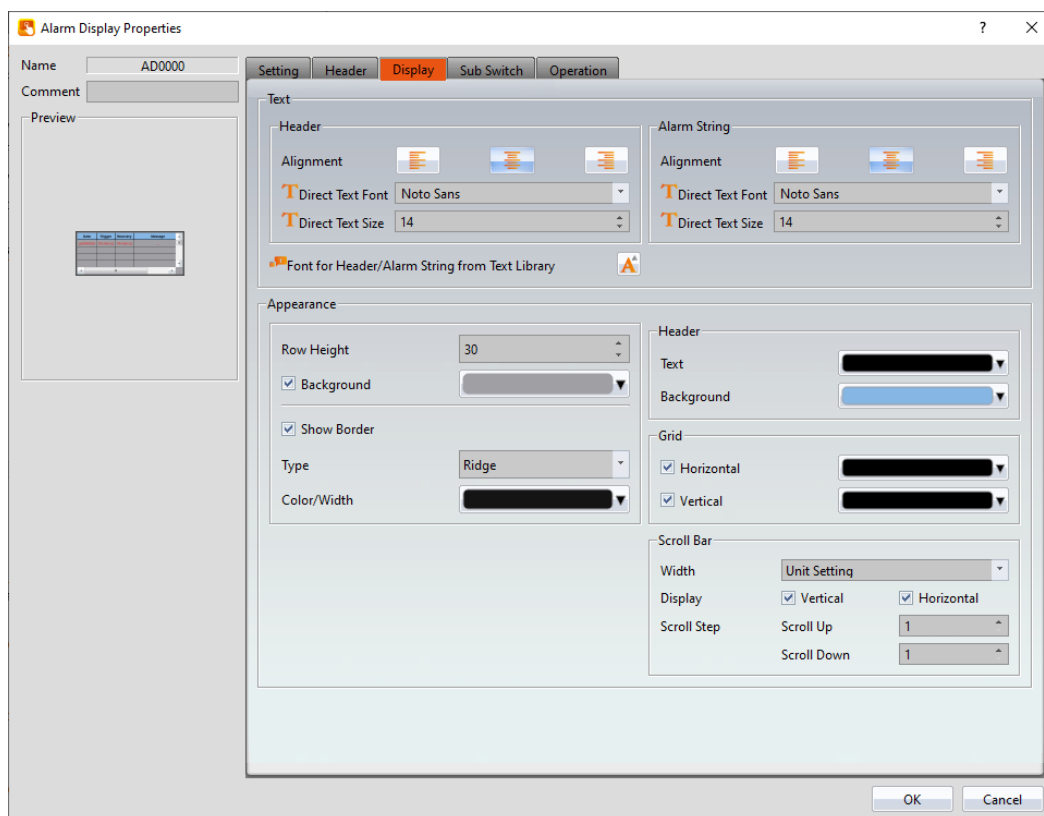 Alarm Display Properties
?
Name AD0000
Comment
Preview
Setting Header Display Sub Switch Operation
Text
Header
Alignment
Direct Text Font Noto Sans
Direct Text Size 14
Alarm String
Alignment
Direct Text Font Noto Sans
Direct Text Size 14
Font for Header/Alarm String from Text Library
Appearance
Row Height 30
Background
Show Border
Type Ridge
Color/Width
Header
Text
Background
Grid
Horizontal
Vertical
Scroll Bar
Width Unit Setting
Display Vertical Horizontal
Scroll Step Scroll Up 1
Scroll Down 1
OK Cancel